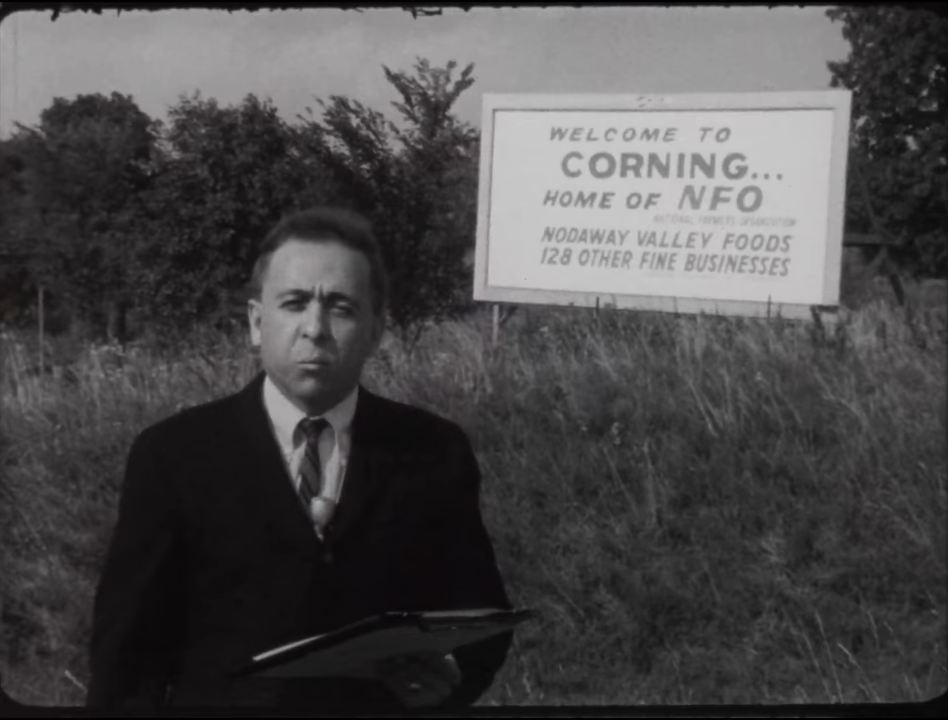 WELCOME TO
CORNING...
HOME OF NFO
NATIONAL FARMERS ORGANIZATION
NODAWAY VALLEY FOODS
128 OTHER FINE BUSINESSES